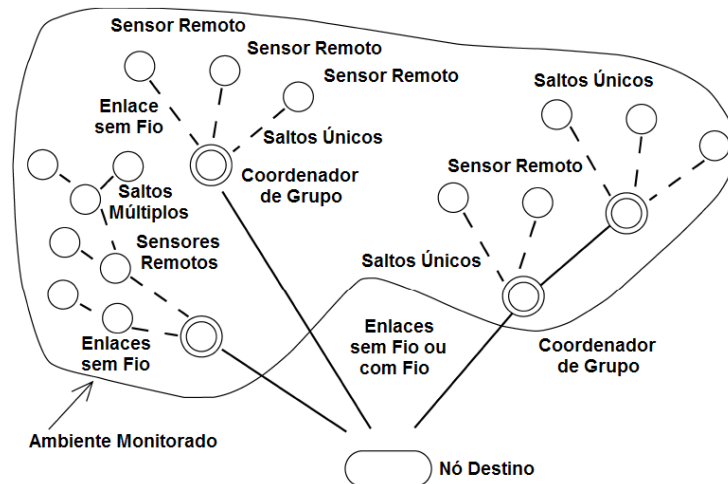 Sensor Remoto
Sensor Remoto
Sensor Remoto
Enlace
sem Fio
Saltos Únicos
Coordenador
de Grupo
Saltos
Múltiplos
Sensores
Remotos
Enlaces
sem Fio
Saltos Únicos
Sensor Remoto
Saltos Únicos
Enlaces
sem Fio ou
com Fio
Coordenador
de Grupo
Ambiente Monitorado
Nó Destino